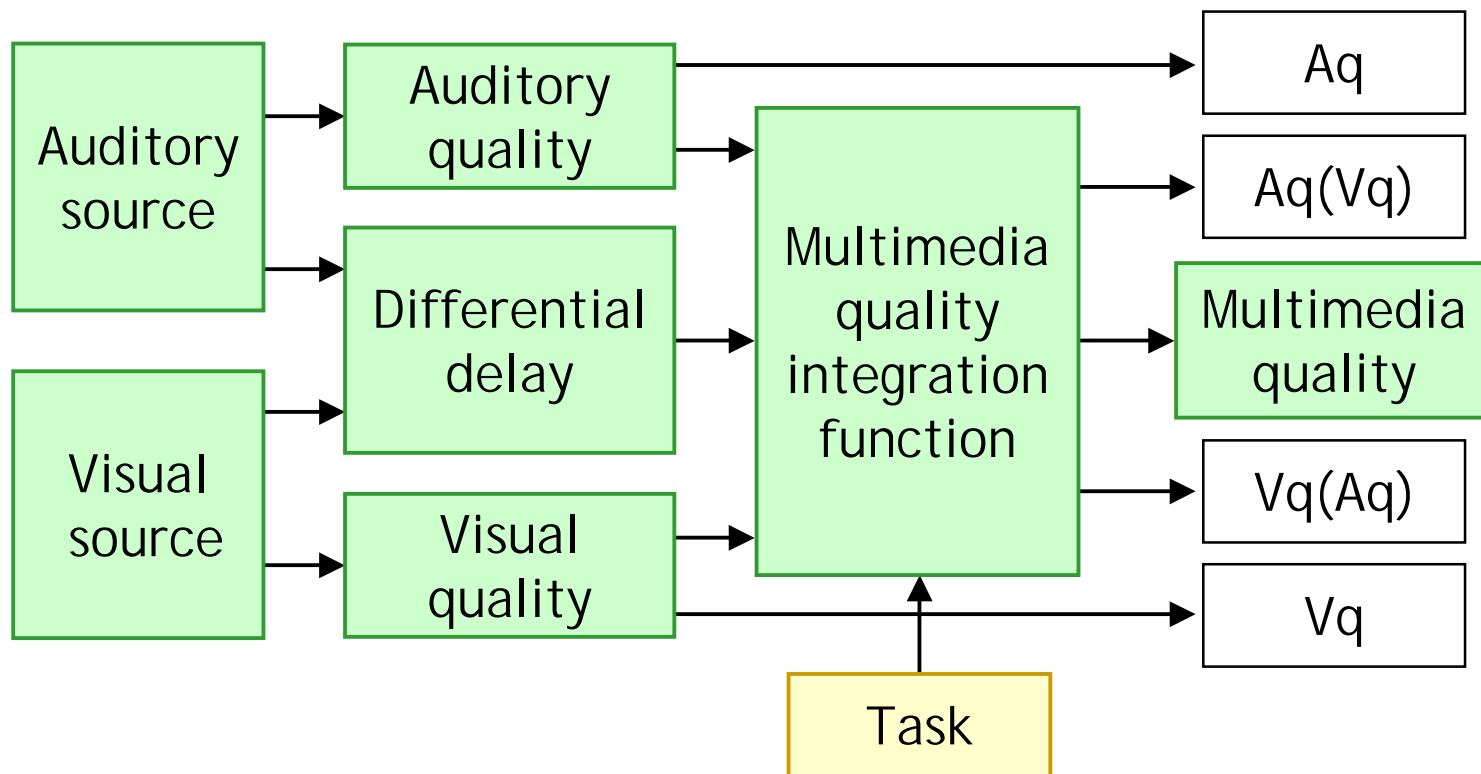 Auditory
source
Visual
source
Auditory
quality
Differential
delay
Visual
quality
Multimedia
quality
integration
function
Task
Aq
Aq(Vq)
Multimedia
quality
Vq(Aq)
Vq